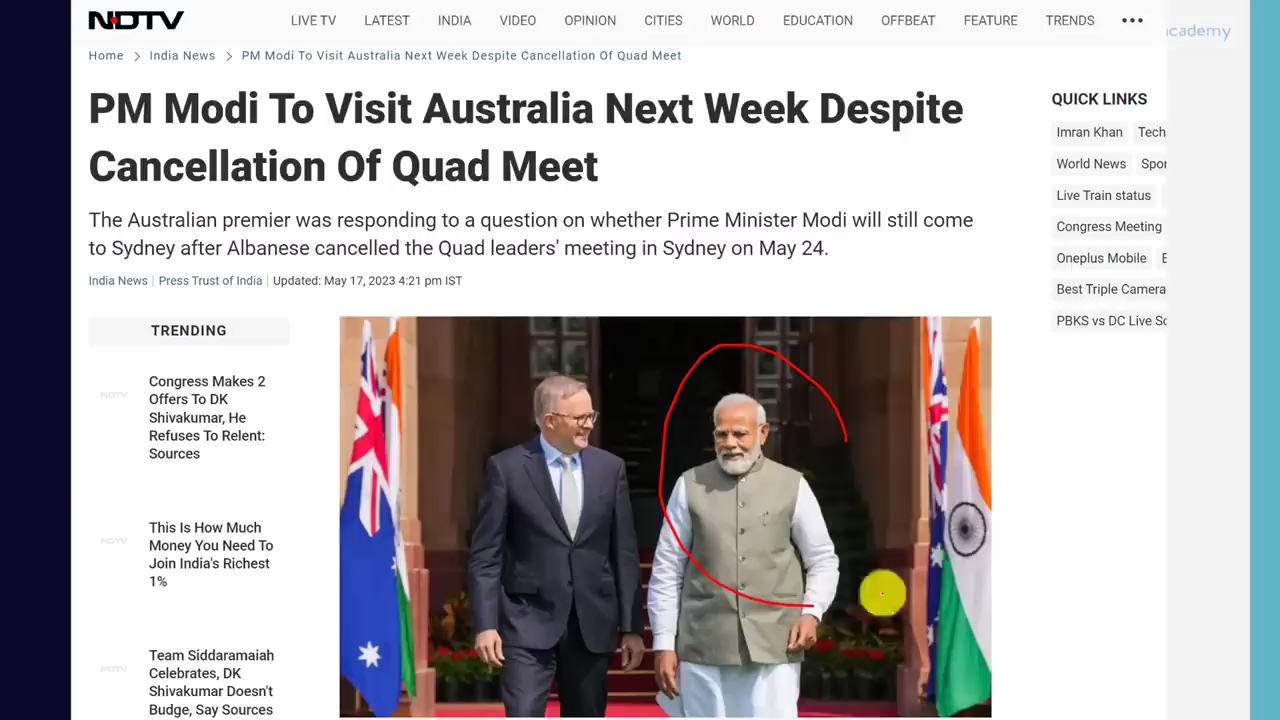 NDTV
LIVE TV LATEST INDIA VIDEO OPINION CITIES WORLD EDUCATION OFFBEAT FEATURE TRENDS
academy
Home > India News > PM Modi To Visit Australia Next Week Despite Cancellation Of Quad Meet
PM Modi To Visit Australia Next Week Despite
Cancellation Of Quad Meet
The Australian premier was responding to a question on whether Prime Minister Modi will still come
to Sydney after Albanese cancelled the Quad leaders' meeting in Sydney on May 24.
India News | Press Trust of India | Updated: May 17, 2023 4:21 pm IST
TRENDING
NDTV
Congress Makes 2
Offers To DK
Shivakumar, He
Refuses To Relent:
Sources
NDTV
This Is How Much
Money You Need To
Join India's Richest
1%
NDTV
Team Siddaramaiah
Celebrates, DK
Shivakumar Doesn't
Budge, Say Sources
QUICK LINKS
Imran Khan Tech
World News Spor
Live Train status
Congress Meeting
Oneplus Mobile E
Best Triple Camera
PBKS vs DC Live Sc